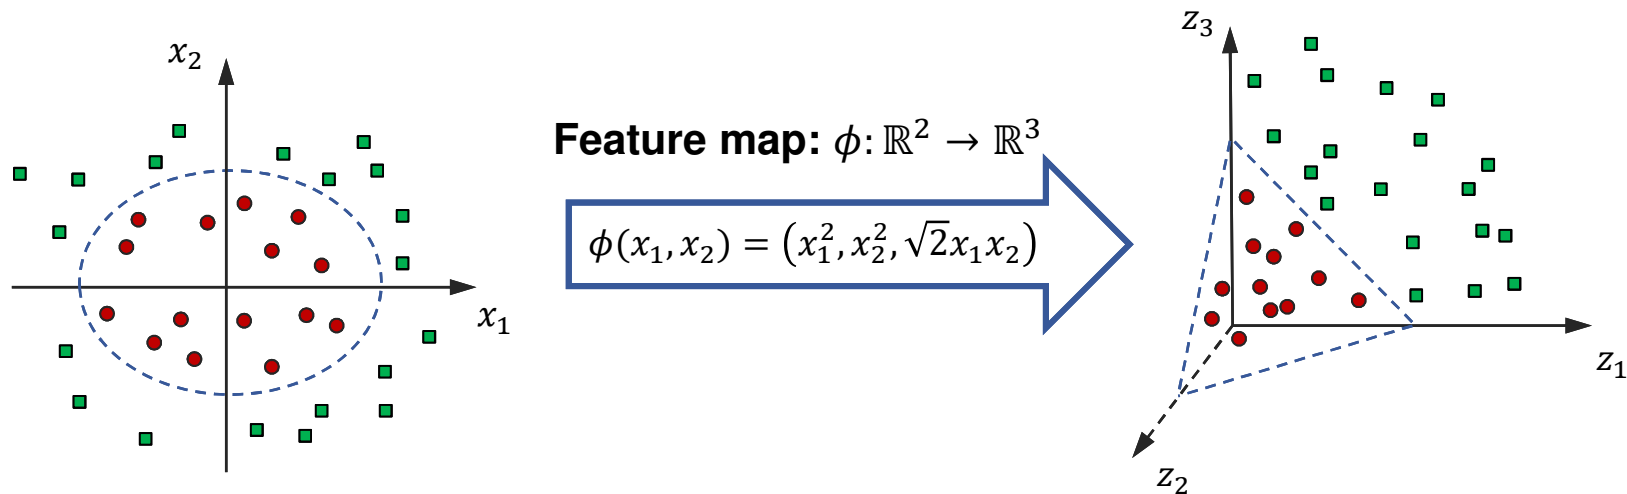 x₂
x₁
Feature map: ϕ: ℝ² → ℝ³
ϕ(x₁, x₂) = (x₁², x₂², √2x₁x₂)
z₃
z₁
z₂